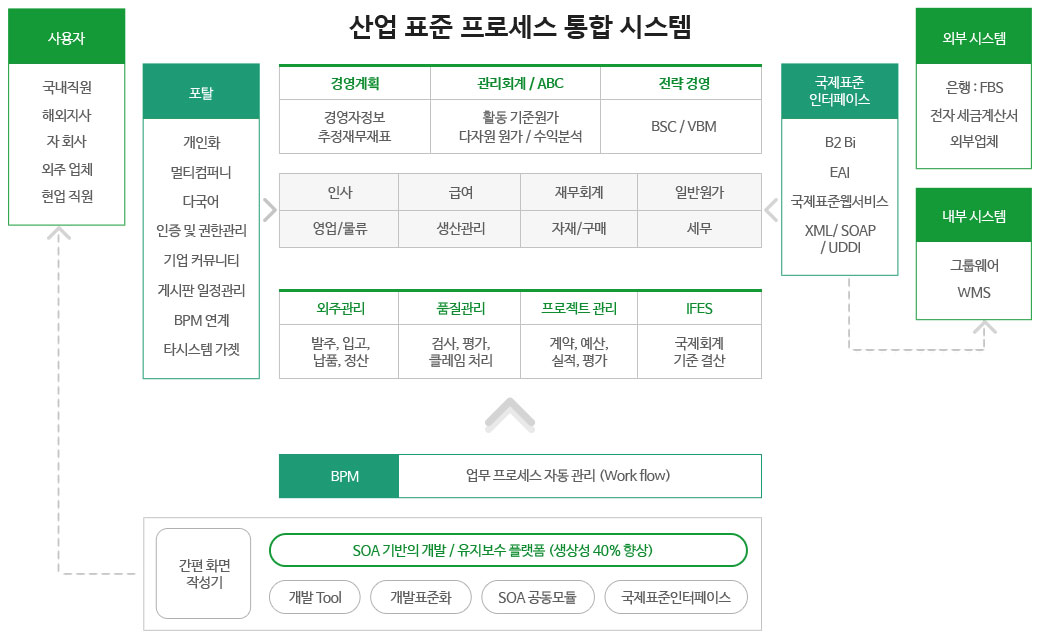 산업 표준 프로세스 통합 시스템
사용자
국내직원
해외지사
자 회사
외주 업체
현업 직원
포탈
개인화
멀티컴퍼니
다국어
인증 및 권한관리
기업 커뮤니티
게시판 일정관리
BPM 연계
타시스템 가젯
경영계획
관리회계 / ABC
전략 경영
경영자정보
추정재무재표
활동 기준원가
다자원 원가 / 수익분석
BSC / VBM
인사
급여
재무회계
일반원가
영업/물류
생산관리
자재/구매
세무
외주관리
품질관리
프로젝트 관리
IFES
발주, 입고,
납품, 정산
검사, 평가,
클레임 처리
계약, 예산,
실적, 평가
국제회계
기준 결산
국제표준
인터페이스
B2 Bi
EAI
국제표준웹서비스
XML/ SOAP
/ UDDI
외부 시스템
은행 : FBS
전자 세금계산서
외부업체
내부 시스템
그룹웨어
WMS
BPM
업무 프로세스 자동 관리 (Work flow)
간편 화면
작성기
SOA 기반의 개발 / 유지보수 플랫폼 (생상성 40% 향상)
개발 Tool
개발표준화
SOA 공통모듈
국제표준인터페이스